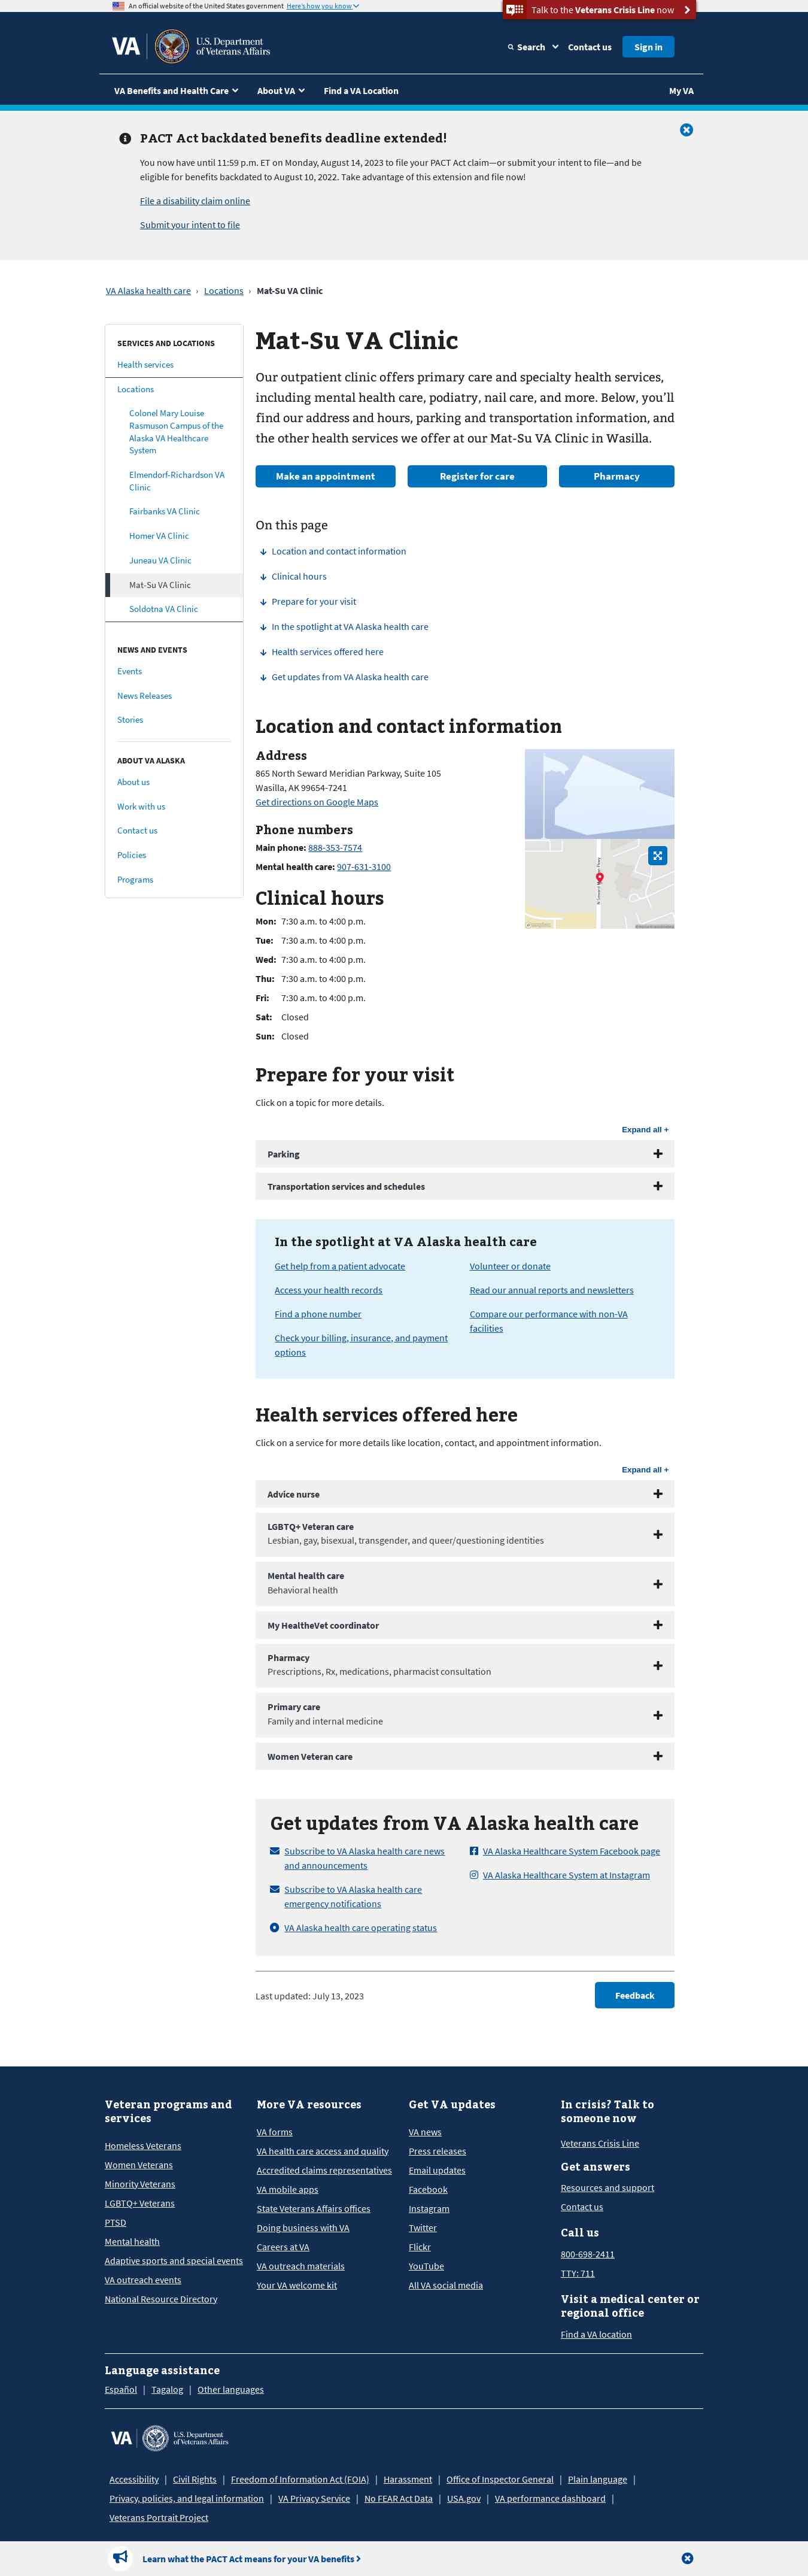 An official website of the United States government Here's how you know
Talk to the Veterans Crisis Line now
VA
U.S. Department
of Veterans Affairs
Search
Contact us
Sign in
VA Benefits and Health Care
About VA
Find a VA Location
My VA
PACT Act backdated benefits deadline extended!
You now have until 11:59 p.m. ET on Monday, August 14, 2023 to file your PACT Act claim—or submit your intent to file—and be
eligible for benefits backdated to August 10, 2022. Take advantage of this extension and file now!
File a disability claim online
Submit your intent to file
VA Alaska health care › Locations › Mat-Su VA Clinic
SERVICES AND LOCATIONS
Health services
Locations
Colonel Mary Louise
Rasmuson Campus of the
Alaska VA Healthcare
System
Elmendorf-Richardson VA
Clinic
Fairbanks VA Clinic
Homer VA Clinic
Juneau VA Clinic
Mat-Su VA Clinic
Soldotna VA Clinic
NEWS AND EVENTS
Events
News Releases
Stories
ABOUT VA ALASKA
About us
Work with us
Contact us
Policies
Programs
Mat-Su VA Clinic
Our outpatient clinic offers primary care and specialty health services,
including mental health care, podiatry, nail care, and more. Below, you'll
find our address and hours, parking and transportation information, and
the other health services we offer at our Mat-Su VA Clinic in Wasilla.
Make an appointment
Register for care
Pharmacy
On this page
Location and contact information
Clinical hours
Prepare for your visit
In the spotlight at VA Alaska health care
Health services offered here
Get updates from VA Alaska health care
Location and contact information
Address
865 North Seward Meridian Parkway, Suite 105
Wasilla, AK 99654-7241
Get directions on Google Maps
Phone numbers
Main phone: 888-353-7574
Mental health care: 907-631-3100
Clinical hours
Mon: 7:30 a.m. to 4:00 p.m.
Tue: 7:30 a.m. to 4:00 p.m.
Wed: 7:30 a.m. to 4:00 p.m.
Thu: 7:30 a.m. to 4:00 p.m.
Fri: 7:30 a.m. to 4:00 p.m.
Sat: Closed
Sun: Closed
Prepare for your visit
Click on a topic for more details.
Expand all +
Parking
Transportation services and schedules
In the spotlight at VA Alaska health care
Get help from a patient advocate
Access your health records
Find a phone number
Check your billing, insurance, and payment
options
Volunteer or donate
Read our annual reports and newsletters
Compare our performance with non-VA
facilities
Health services offered here
Click on a service for more details like location, contact, and appointment information.
Expand all +
Advice nurse
LGBTQ+ Veteran care
Lesbian, gay, bisexual, transgender, and queer/questioning identities
Mental health care
Behavioral health
My HealtheVet coordinator
Pharmacy
Prescriptions, Rx, medications, pharmacist consultation
Primary care
Family and internal medicine
Women Veteran care
Get updates from VA Alaska health care
Subscribe to VA Alaska health care news
and announcements
Subscribe to VA Alaska health care
emergency notifications
VA Alaska health care operating status
VA Alaska Healthcare System Facebook page
VA Alaska Healthcare System at Instagram
Last updated: July 13, 2023
Feedback
Veteran programs and
services
Homeless Veterans
Women Veterans
Minority Veterans
LGBTQ+ Veterans
PTSD
Mental health
Adaptive sports and special events
VA outreach events
National Resource Directory
More VA resources
VA forms
VA health care access and quality
Accredited claims representatives
VA mobile apps
State Veterans Affairs offices
Doing business with VA
Careers at VA
VA outreach materials
Your VA welcome kit
Get VA updates
VA news
Press releases
Email updates
Facebook
Instagram
Twitter
Flickr
YouTube
All VA social media
In crisis? Talk to
someone now
Veterans Crisis Line
Get answers
Resources and support
Contact us
Call us
800-698-2411
TTY: 711
Visit a medical center or
regional office
Find a VA location
Language assistance
Español | Tagalog | Other languages
VA
U.S. Department
of Veterans Affairs
Accessibility | Civil Rights | Freedom of Information Act (FOIA) | Harassment | Office of Inspector General | Plain language |
Privacy, policies, and legal information | VA Privacy Service | No FEAR Act Data | USA.gov | VA performance dashboard |
Veterans Portrait Project
Learn what the PACT Act means for your VA benefits